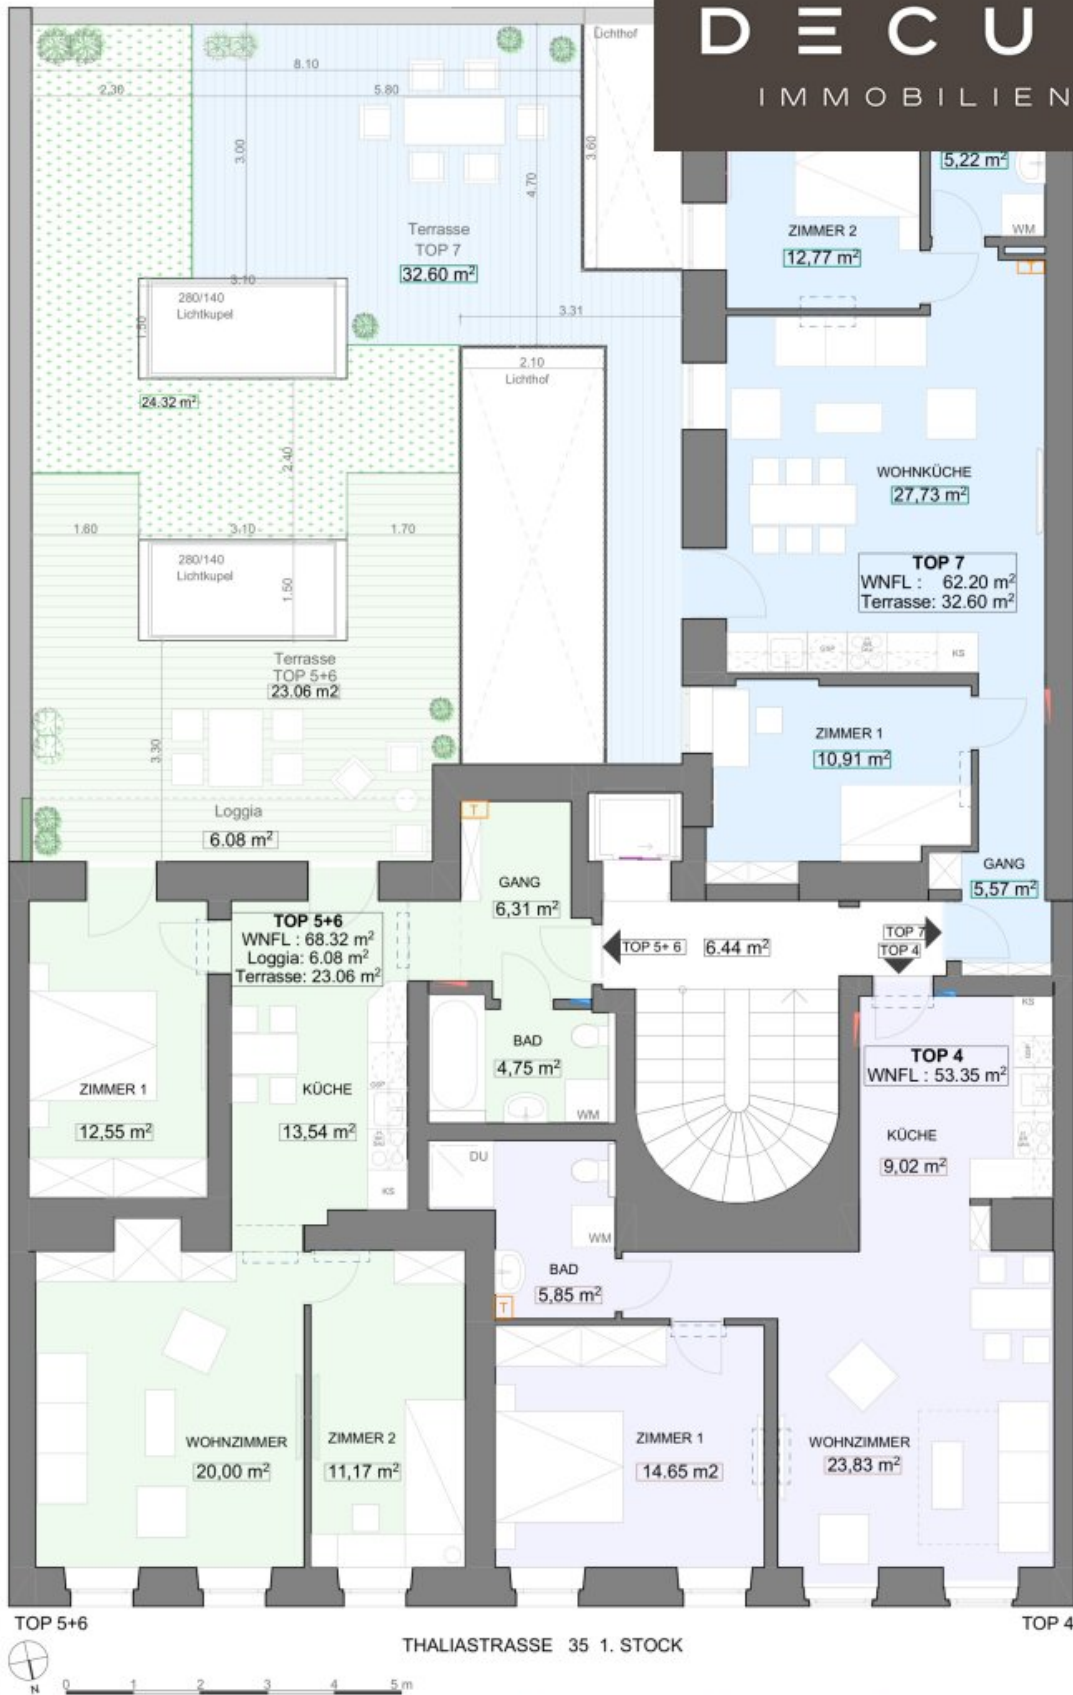 DECU
IMMOBILIEN
Lichthof
8.10
2.30
5.80
3.00
3.60
4.70
5,22 m²
WM
ZIMMER 2
12,77 m²
T
Terrasse
TOP 7
32.60 m²
3.10
280/140
Lichtkupel
1.50
3.31
2.10
Lichthof
24.32 m²
2.40
WOHNKÜCHE
27,73 m²
1.60
3.10
1.70
280/140
Lichtkupel
1.50
TOP 7
WNFL : 62.20 m²
Terrasse: 32.60 m²
GSP
KS
Terrasse
TOP 5+6
23.06 m2
3.30
ZIMMER 1
10,91 m²
Loggia
6.08 m²
T
GANG
6,31 m²
GANG
5,57 m²
TOP 5+6
WNFL : 68.32 m²
Loggia: 6.08 m²
Terrasse: 23.06 m²
TOP 5+ 6
6.44 m²
TOP 7
TOP 4
KS
BAD
4,75 m²
WM
TOP 4
WNFL : 53.35 m²
GSP
ZIMMER 1
12,55 m²
KÜCHE
13,54 m²
GSP
KS
KÜCHE
9,02 m²
DU
WM
BAD
5,85 m²
T
WOHNZIMMER
20,00 m²
ZIMMER 2
11,17 m²
ZIMMER 1
14.65 m2
WOHNZIMMER
23,83 m²
TOP 5+6
TOP 4
THALIASTRASSE 35 1. STOCK
N
0 1 2 3 4 5 m